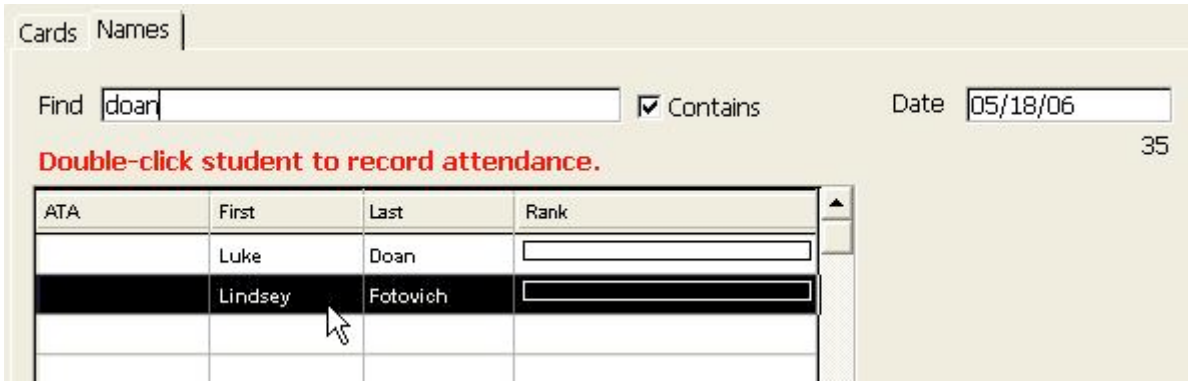 Cards Names
Find doan Contains Date 05/18/06
35
Double-click student to record attendance.
ATA First Last Rank
Luke Doan
Lindsey Fotovich